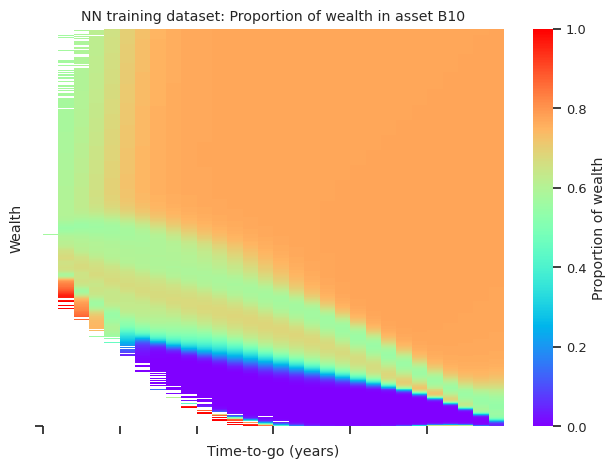 NN training dataset: Proportion of wealth in asset B10
1.0
0.8
0.6
0.4
0.2
0.0
Proportion of wealth
Wealth
Time-to-go (years)